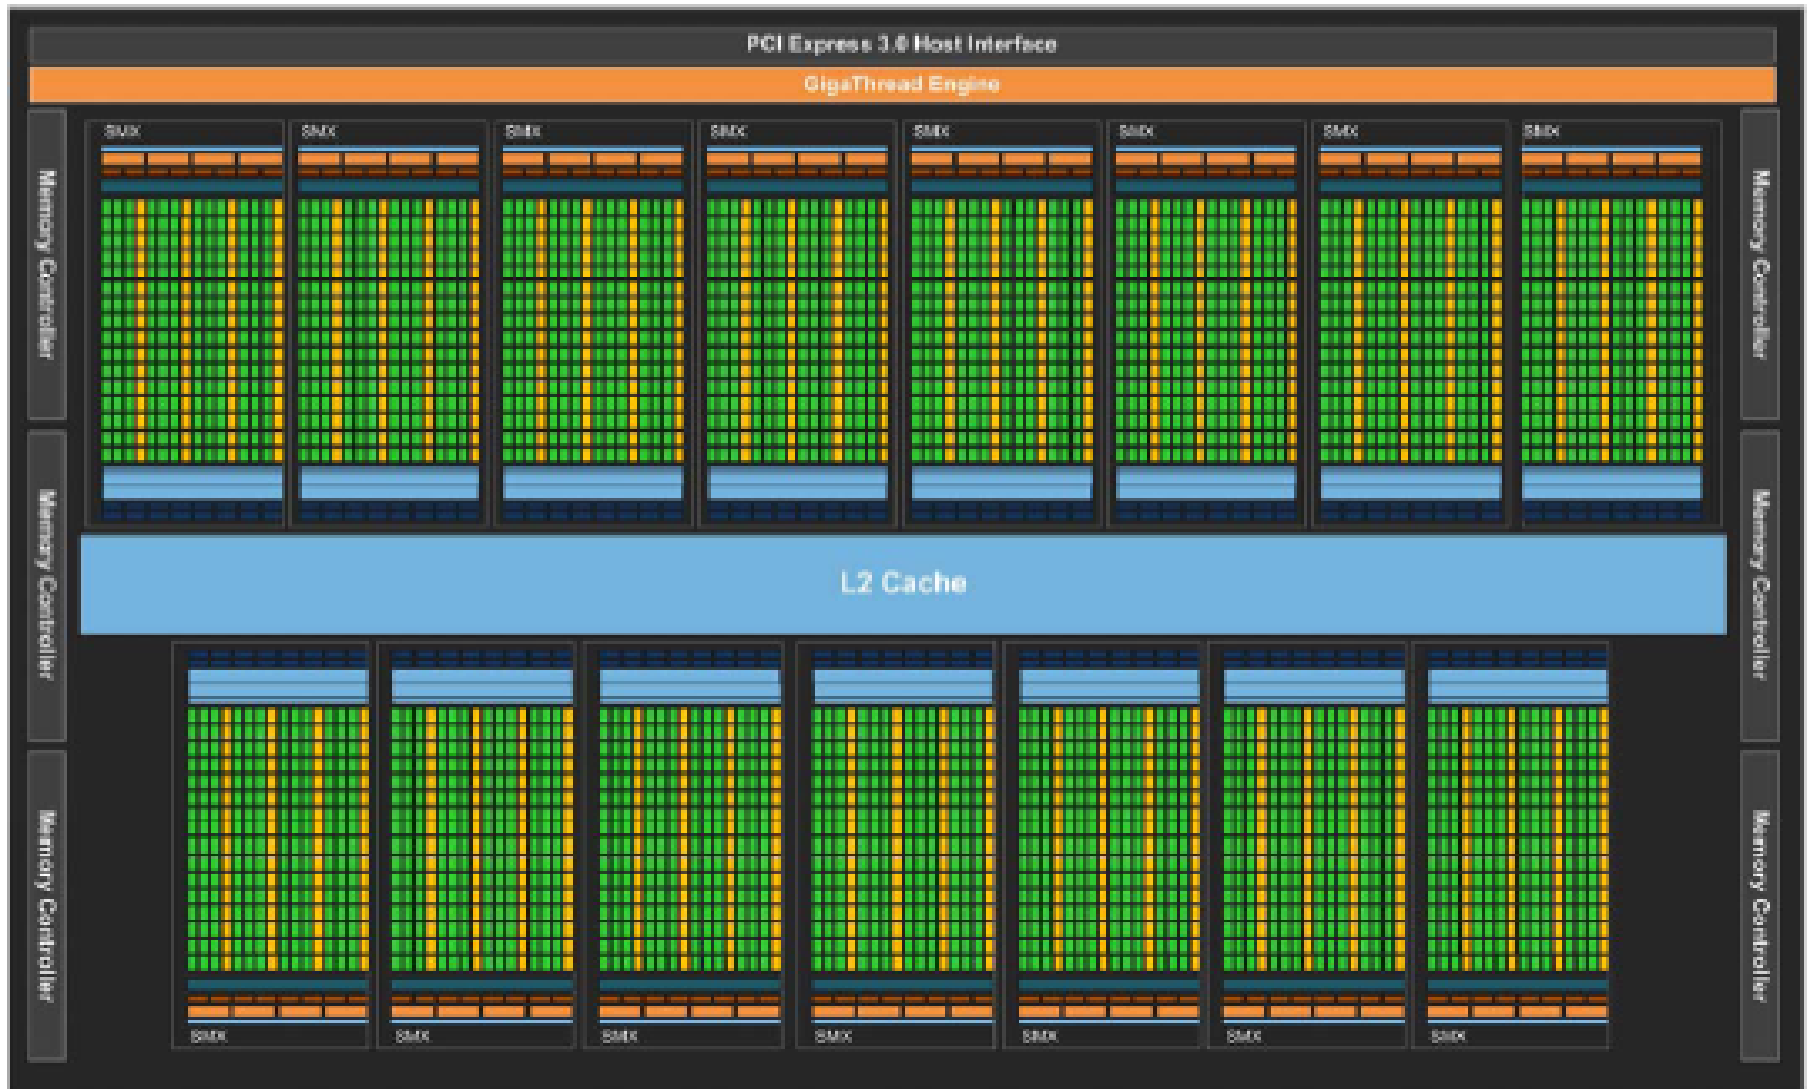 PCI Express 3.0 Host Interface
GigaThread Engine
SMX
SMX
SMX
SMX
SMX
SMX
SMX
SMX
Memory Controller
Memory Controller
L2 Cache
Memory Controller
Memory Controller
Memory Controller
Memory Controller
SMX
SMX
SMX
SMX
SMX
SMX
SMX